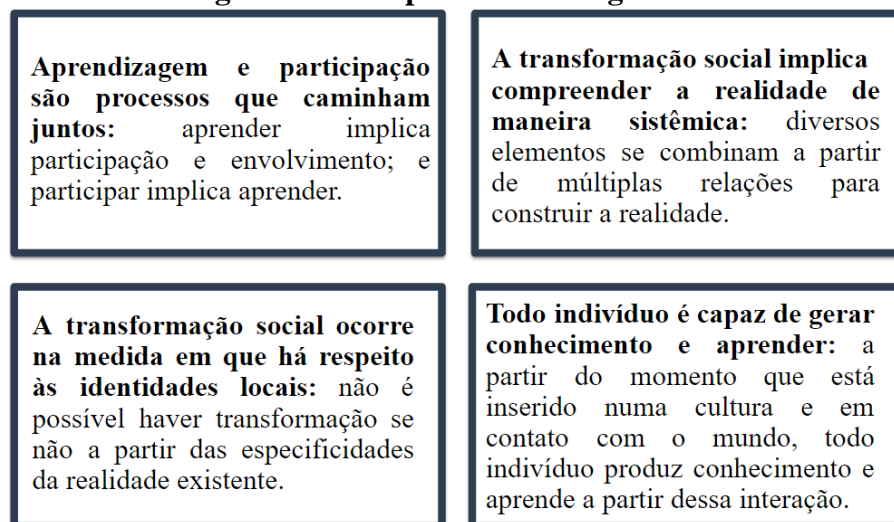 Aprendizagem e participação
são processos que caminham
juntos: aprender implica
participação e envolvimento; e
participar implica aprender.
A transformação social implica
compreender a realidade de
maneira sistêmica: diversos
elementos se combinam a partir
de múltiplas relações para
construir a realidade.
A transformação social ocorre
na medida em que há respeito
às identidades locais: não é
possível haver transformação se
não a partir das especificidades
da realidade existente.
Todo indivíduo é capaz de gerar
conhecimento e aprender: a
partir do momento que está
inserido numa cultura e em
contato com o mundo, todo
indivíduo produz conhecimento e
aprende a partir dessa interação.